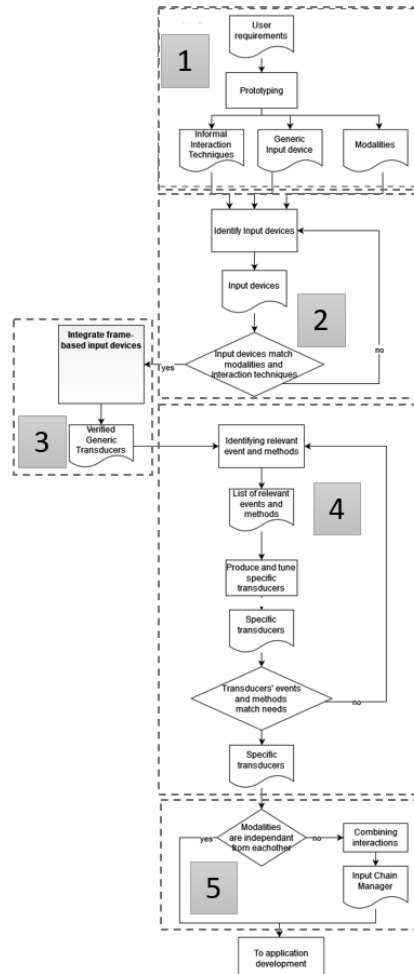 User
requirements
1
Prototyping
Informal
Interaction
Techniques
Generic
Input device
Modalities
Identify Input devices
Input devices
2
no
Input devices match
modalities and
interaction techniques
yes
Integrate frame-
based input devices
3
Verified
Generic
Transducers
Identifying relevant
event and methods
List of relevant
events and methods
4
Produce and tune
specific
transducers
Specific
transducers
Transducers' events
and methods
match needs
no
Specific
transducers
Modalities
are independant
from eachother
yes
no
Combining
interactions
5
Input Chain
Manager
To application
development